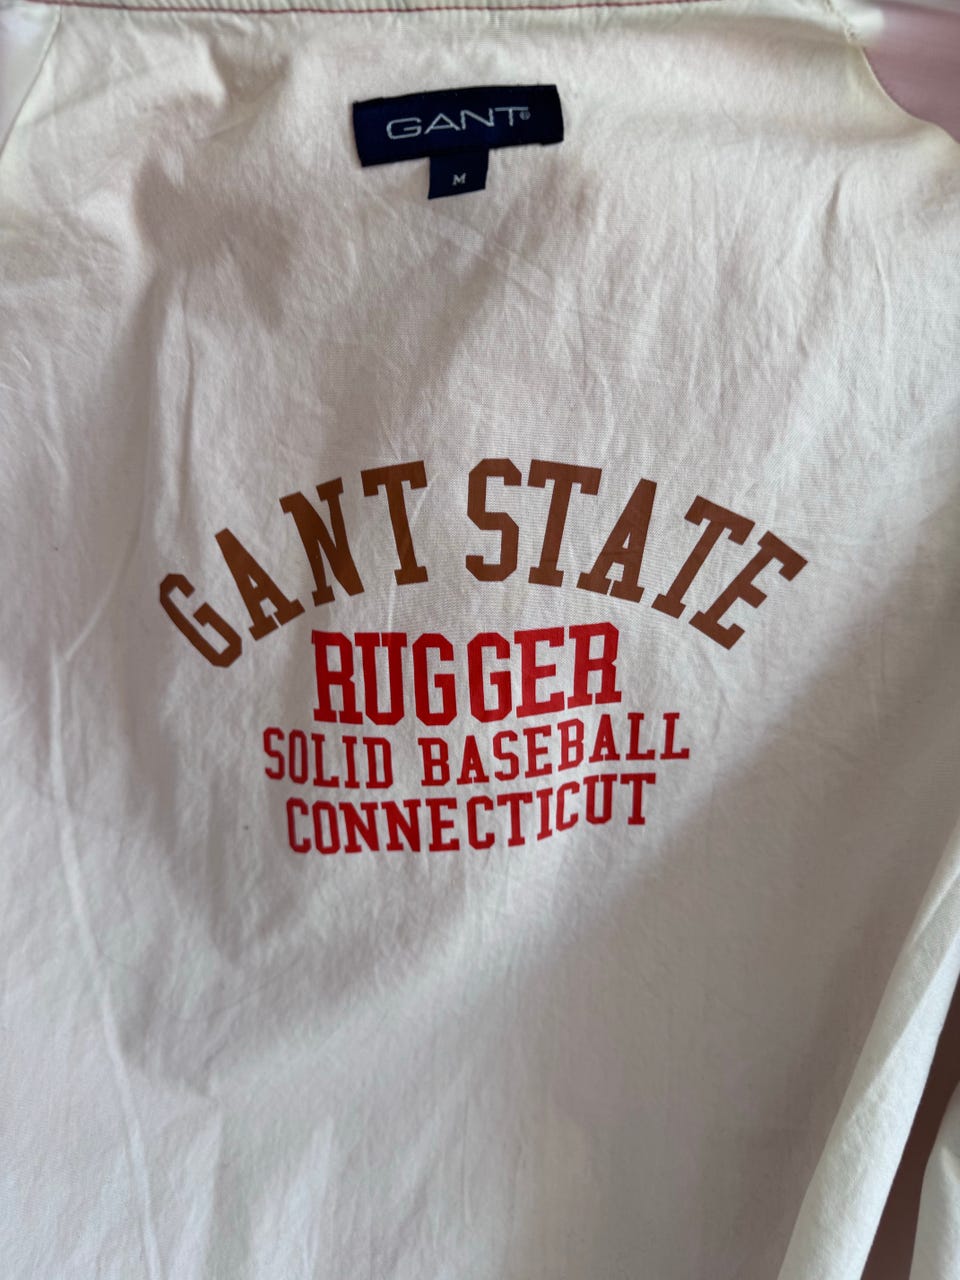 GANT®
M
GANT STATE
RUGGER
SOLID BASEBALL
CONNECTICUT